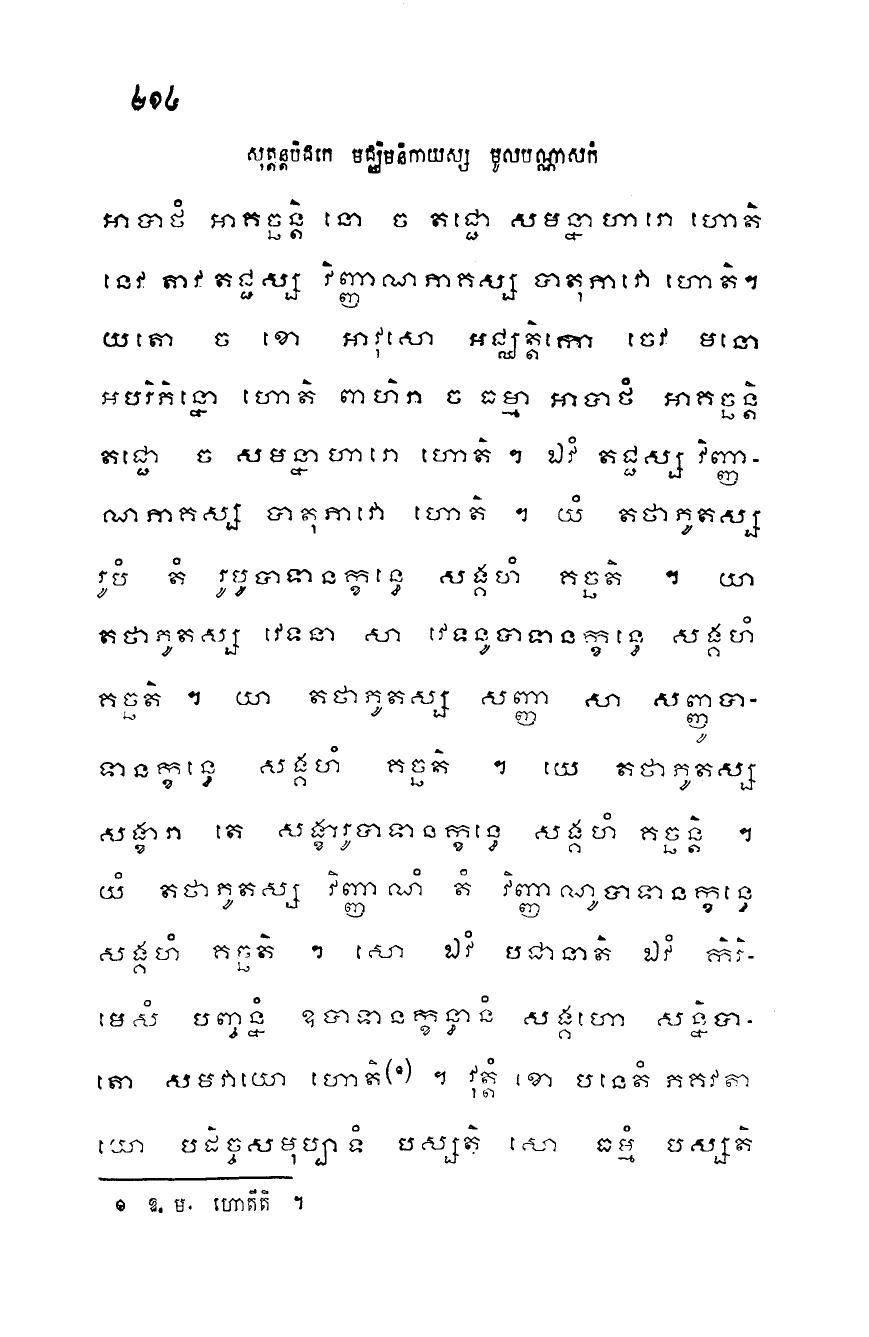 ២១៤
សុត្តន្តបិដកេ មជ្ឈិមនិកាយស្ស មូលបណ្ណាសកំ
អាបាថំ អាគច្ឆន្តិ នោ ច តជ្ជោ សមន្នាហារោ ហោតិ
នេវ តាវ តជ្ជស្ស វិញ្ញាណភាគស្ស បាតុភាវោ ហោតិ។
យតោ ច ខោ អាវុសោ អជ្ឈត្តិកោ ចេវ មនោ
អបរិភិន្នោ ហោតិ ពាហិរា ច ធម្មា អាបាថំ អាគច្ឆន្តិ
តជ្ជោ ច សមន្នាហារោ ហោតិ ។ ឯវំ តជ្ជស្ស វិញ្ញា-
ណភាគស្ស បាតុភាវោ ហោតិ ។ យំ តថាភូតស្ស
រូបំ តំ រូបូបាទានក្ខន្ធេ សង្គហំ គច្ឆតិ ។ យា
តថាភូតស្ស វេទនា សា វេទនូបាទានក្ខន្ធេ សង្គហំ
គច្ឆតិ ។ យា តថាភូតស្ស សញ្ញា សា សញ្ញូបា-
ទានក្ខន្ធេ សង្គហំ គច្ឆតិ ។ យេ តថាភូតស្ស
សង្ខារា តេ សង្ខារូបាទានក្ខន្ធេ សង្គហំ គច្ឆន្តិ ។
យំ តថាភូតស្ស វិញ្ញាណំ តំ វិញ្ញាណូបាទានក្ខន្ធេ
សង្គហំ គច្ឆតិ ។ សោ ឯវំ បជានាតិ ឯវំ កិរិ-
មេសំ បញ្ចន្នំ ឧបាទានក្ខន្ធានំ សង្គហោ សន្និបា-
តោ សមវាយោ ហោតិ(១) ។ វុត្តំ ខោ បនេតំ ភគវតា
យោ បដិច្ចសមុប្បាទំ បស្សតិ សោ ធម្មំ បស្សតិ
១ ឱ. ម. ហោតីតិ ។